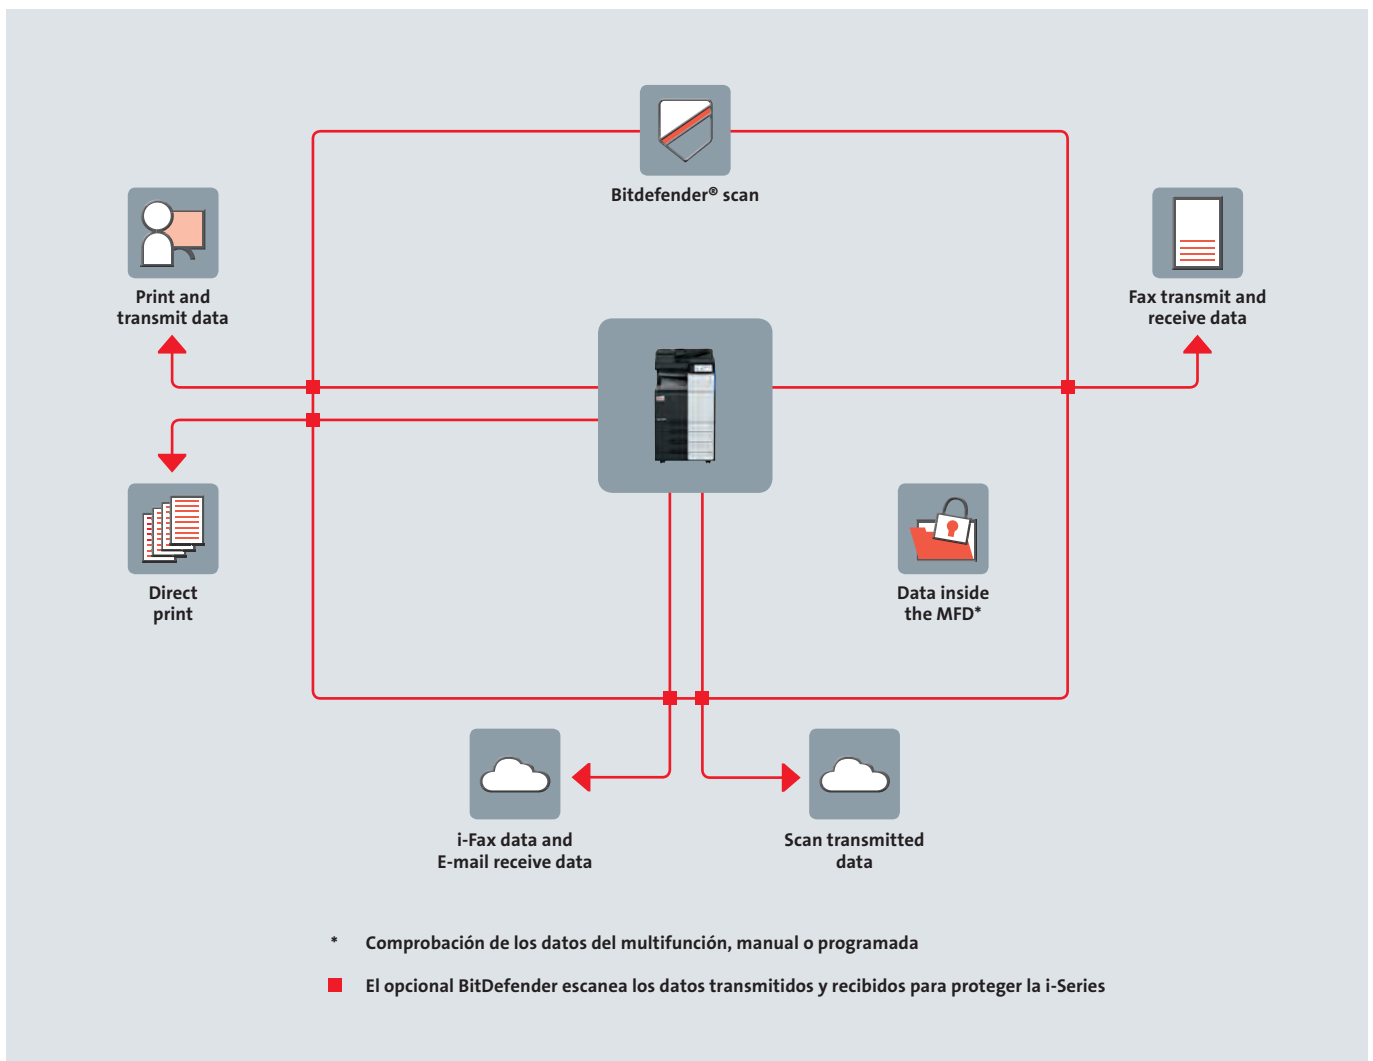 Bitdefender® scan
Print and
transmit data
Fax transmit and
receive data
Direct
print
Data inside
the MFD*
i-Fax data and
E-mail receive data
Scan transmitted
data
* Comprobación de los datos del multifunción, manual o programada
El opcional BitDefender escanea los datos transmitidos y recibidos para proteger la i-Series